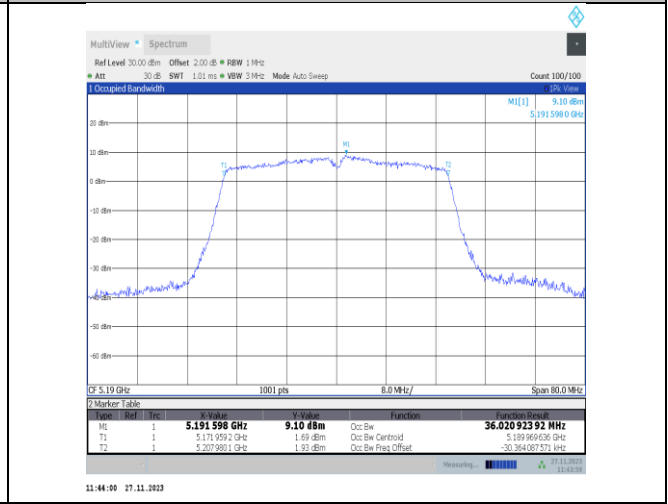 MultiView Spectrum
Ref Level 30.00 dBm Offset 2.00 dB RBW 1 MHz
Att 30 dB SWT 1.01 ms VBW 3 MHz Mode Auto Sweep Count 100/100
1 Occupied Bandwidth 1Pk View
M1[1] 9.10 dBm
5.191 598 0 GHz
20 dBm
M1
10 dBm
T1 T2
0 dBm
-10 dBm
-20 dBm
-30 dBm
-40 dBm
-50 dBm
-60 dBm
CF 5.19 GHz 1001 pts 8.0 MHz/ Span 80.0 MHz
2 Marker Table
Type Ref Trc X-Value Y-Value Function Function Result
M1 1 5.191 598 GHz 9.10 dBm Occ Bw 36.020 923 92 MHz
T1 1 5.171 959 2 GHz 1.69 dBm Occ Bw Centroid 5.189 969 636 GHz
T2 1 5.207 980 1 GHz 1.93 dBm Occ Bw Freq Offset -30.364 087 571 kHz
Measuring... 27.11.2023
11:43:59
11:44:00 27.11.2023